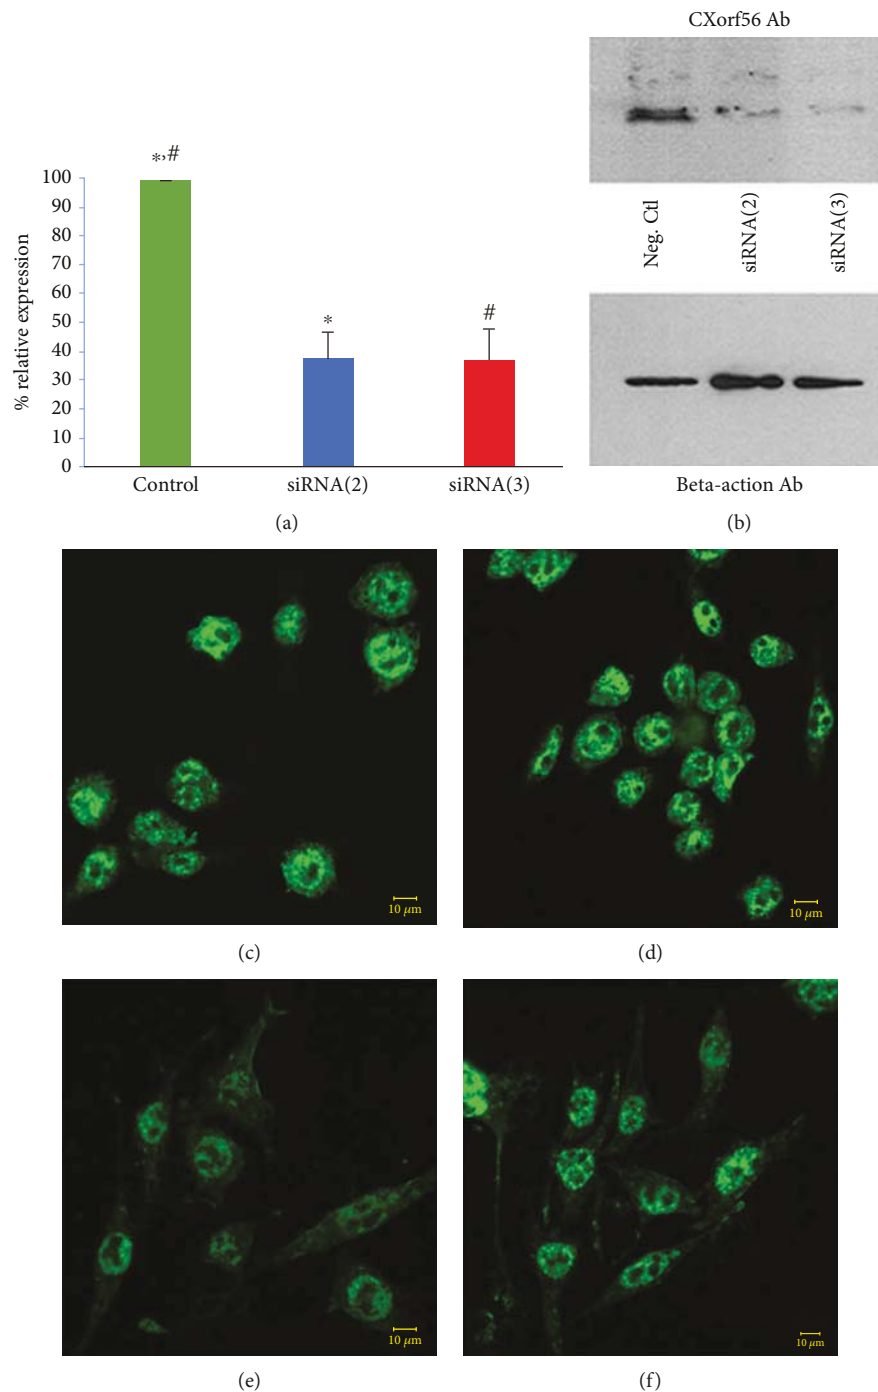 % relative expression
*,#
100
90
80
70
60
50
40
30
20
10
0
*
#
Control
siRNA(2)
siRNA(3)
(a)
CXorf56 Ab
Neg. Ctl
siRNA(2)
siRNA(3)
Beta-action Ab
(b)
10 μm
(c)
10 μm
(d)
10 μm
(e)
10 μm
(f)